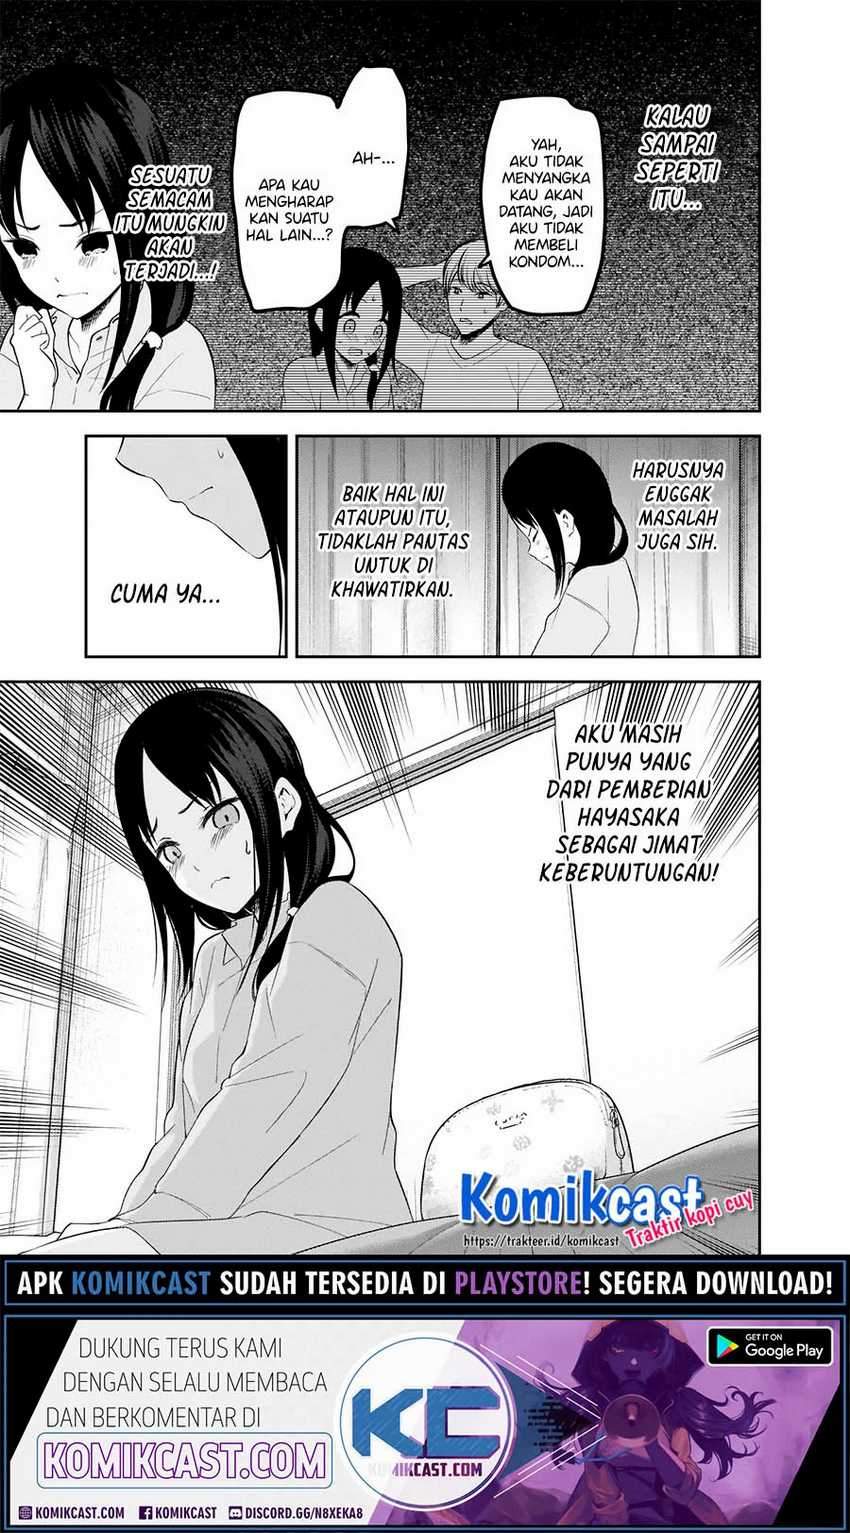 KALAU
SAMPAI
SEPERTI
ITU...
YAH,
AKU TIDAK
MENYANGKA
KAU AKAN
DATANG, JADI
AKU TIDAK
MEMBELI
KONDOM...
AH-...
APA KAU
MENGHARAP
KAN SUATU
HAL LAIN...?
SESUATU
SEMACAM
ITU MUNGKIN
AKAN
TERJADI...!
HARUSNYA
ENGGAK
MASALAH
JUGA SIH.
BAIK HAL INI
ATAUPUN ITU,
TIDAKLAH PANTAS
UNTUK DI
KHAWATIRKAN.
CUMA YA...
AKU MASIH
PUNYA YANG
DARI PEMBERIAN
HAYASAKA
SEBAGAI JIMAT
KEBERUNTUNGAN!
Komikcast
Traktir kopi cuy
https://trakteer.id/komikcast
APK KOMIKCAST SUDAH TERSEDIA DI PLAYSTORE! SEGERA DOWNLOAD!
DUKUNG TERUS KAMI
DENGAN SELALU MEMBACA
DAN BERKOMENTAR DI
KOMIKCAST.COM
KOMIKCAST.COM
KOMIKCAST
DISCORD.GG/N8XEKA8
KC
KOMIKCAST.COM
GET IT ON
Google Play